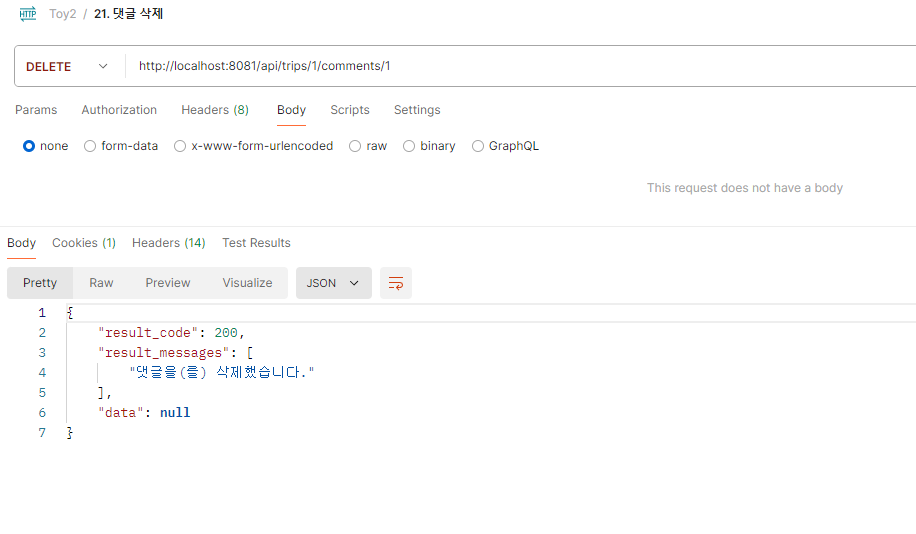 HTTP Toy2 / 21. 댓글 삭제
DELETE http://localhost:8081/api/trips/1/comments/1
Params Authorization Headers (8) Body Scripts Settings
none form-data x-www-form-urlencoded raw binary GraphQL
This request does not have a body
Body Cookies (1) Headers (14) Test Results
Pretty Raw Preview Visualize JSON
1 {
2 "result_code": 200,
3 "result_messages": [
4 "댓글을(를) 삭제했습니다."
5 ],
6 "data": null
7 }